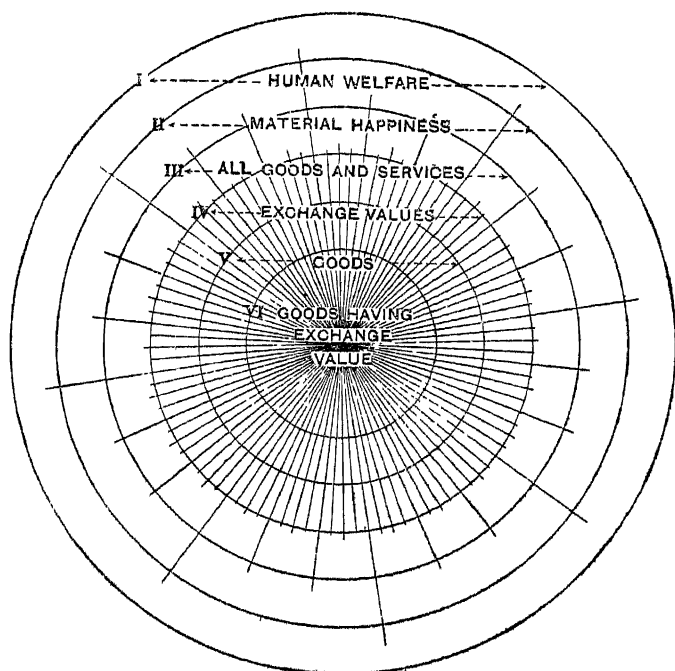 I HUMAN WELFARE
II MATERIAL HAPPINESS
III ALL GOODS AND SERVICES
IV EXCHANGE VALUES
V GOODS
VI GOODS HAVING
EXCHANGE
VALUE